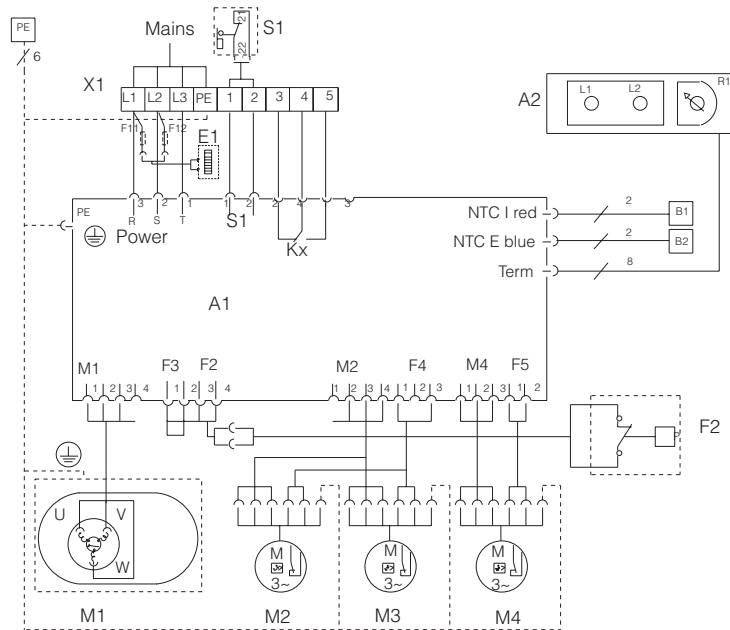 PE
6
Mains
21
22
S1
X1
L1 L2 L3 PE 1 2 3 4 5
F11 F12
E1
A2
L1 L2 R1
PE
3 2 1 1 2 2 4 3
R S T
Power
S1
Kx
NTC I red 2 B1
NTC E blue 2 B2
Term 8
A1
M1 F3 F2 M2 F4 M4 F5
1 2 3 4 1 2 3 4 1 2 3 4 1 2 3 1 2 3 1 2
F2
U V
W
M
3~
M
3~
M
3~
M1 M2 M3 M4